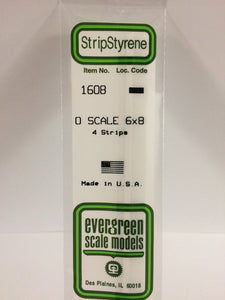 StripStyrene
Item No. Loc. Code
1608
O SCALE 6x8
4 Strips
Made in U.S.A.
evergreen
scale models
Des Plaines, IL 60018